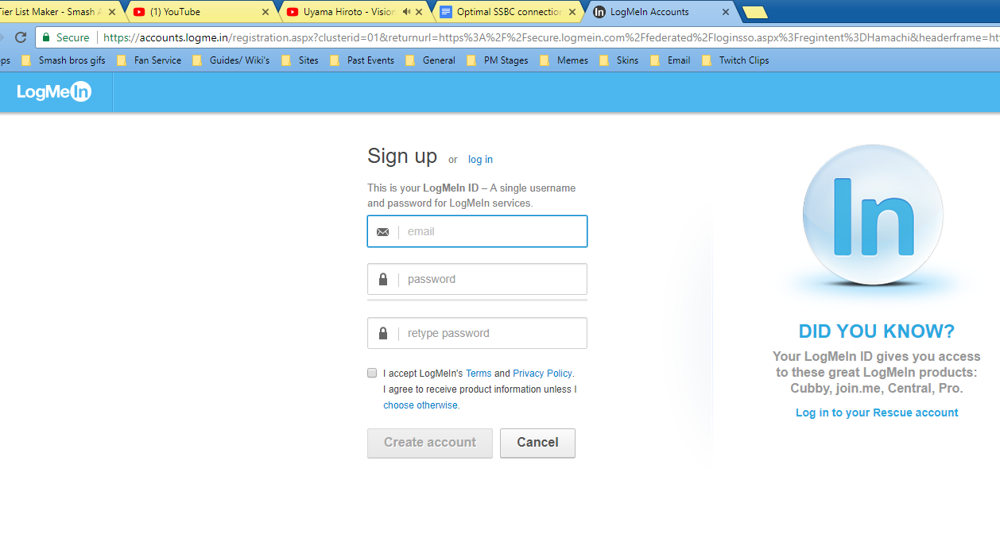 Tier List Maker - Smash
(1) YouTube
Uyama Hiroto - Vision
Optimal SSBC connection
LogMeIn Accounts
Secure
https://accounts.logme.in/registration.aspx?clusterid=01&returnurl=https%3A%2F%2Fsecure.logmein.com%2Ffederated%2Floginsso.aspx%3Fregintent%3DHamachi&headerframe=ht
ps
Smash bros gifs
Fan Service
Guides/ Wiki's
Sites
Past Events
General
PM Stages
Memes
Skins
Email
Twitch Clips
LogMeIn
Sign up or log in
This is your LogMeIn ID – A single username
and password for LogMeIn services.
email
password
retype password
I accept LogMeIn's Terms and Privacy Policy.
I agree to receive product information unless I
choose otherwise.
Create account
Cancel
In
DID YOU KNOW?
Your LogMeIn ID gives you access
to these great LogMeIn products:
Cubby, join.me, Central, Pro.
Log in to your Rescue account